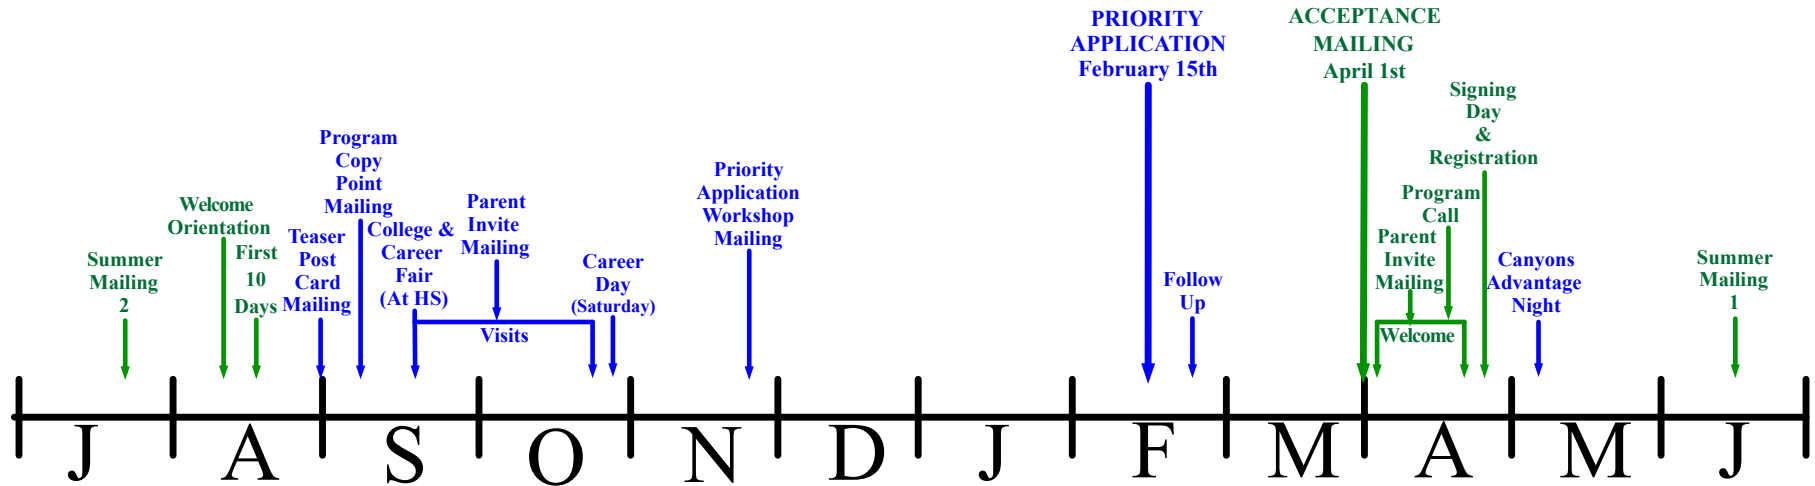 PRIORITY
APPLICATION
February 15th
ACCEPTANCE
MAILING
April 1st
Summer
Mailing
2
Welcome
Orientation
First
10
Days
Teaser
Post
Card
Mailing
Program
Copy
Point
Mailing
College &
Career
Fair
(At HS)
Parent
Invite
Mailing
Visits
Career
Day
(Saturday)
Priority
Application
Workshop
Mailing
Follow
Up
Parent
Invite
Mailing
Welcome
Program
Call
Signing
Day
&
Registration
Canyons
Advantage
Night
Summer
Mailing
1
J A S O N D J F M A M J